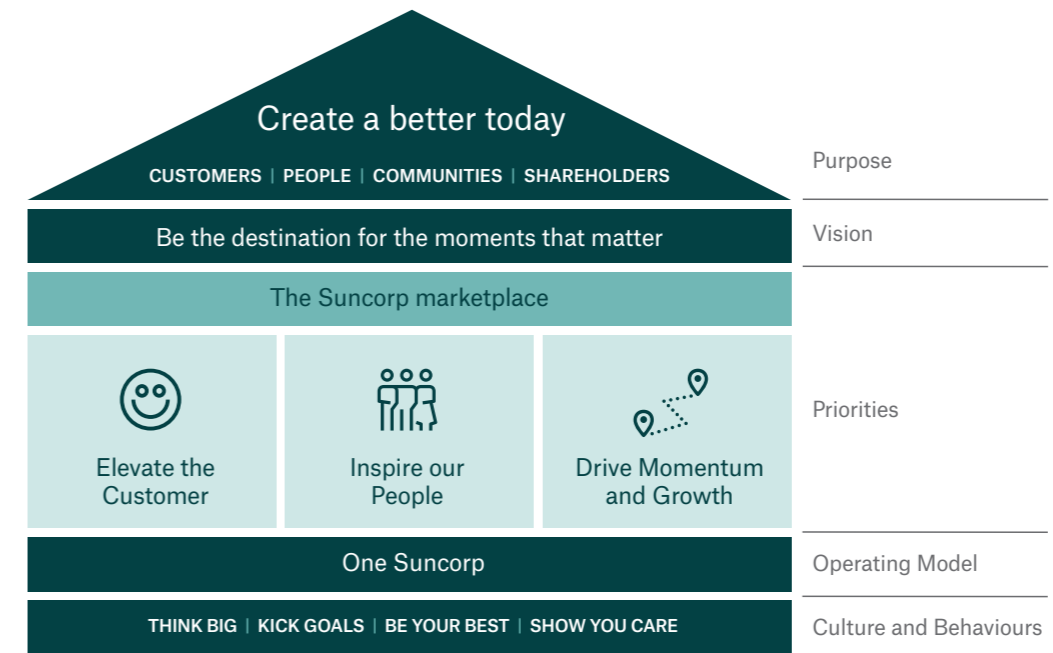 Create a better today
CUSTOMERS | PEOPLE | COMMUNITIES | SHAREHOLDERS
Purpose
Be the destination for the moments that matter
Vision
The Suncorp marketplace
Elevate the
Customer
Inspire our
People
Drive Momentum
and Growth
Priorities
One Suncorp
Operating Model
THINK BIG | KICK GOALS | BE YOUR BEST | SHOW YOU CARE
Culture and Behaviours